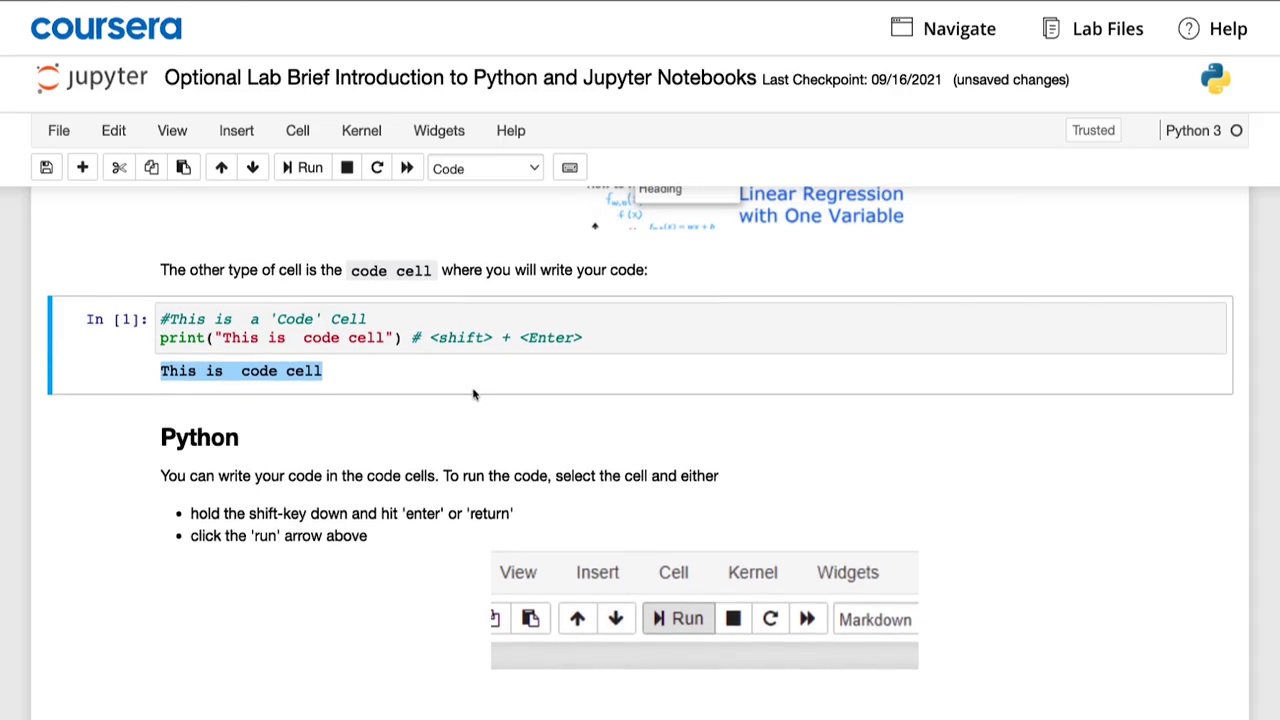 coursera
Navigate
Lab Files
Help
jupyter Optional Lab Brief Introduction to Python and Jupyter Notebooks Last Checkpoint: 09/16/2021 (unsaved changes)
File Edit View Insert Cell Kernel Widgets Help
Trusted
Python 3
Run
Code
Heading
Linear Regression
f (x)
with One Variable
The other type of cell is the code cell where you will write your code:
In [1]: #This is  a 'Code' Cell
print("This is  code cell") # <shift> + <Enter>
This is  code cell
Python
You can write your code in the code cells. To run the code, select the cell and either
• hold the shift-key down and hit 'enter' or 'return'
• click the 'run' arrow above
View Insert Cell Kernel Widgets
Run
Markdown